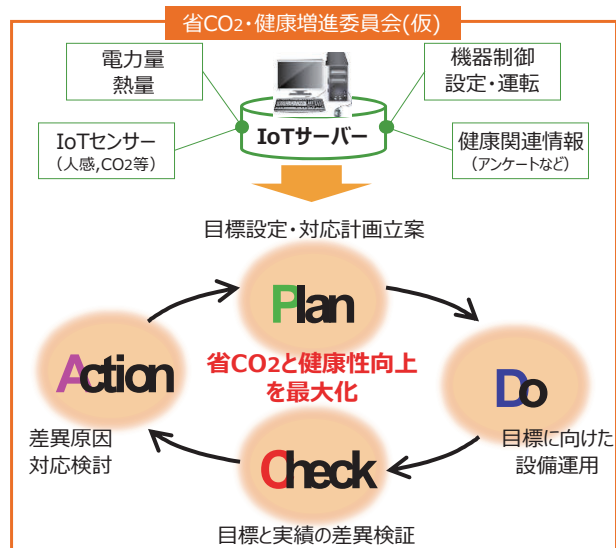 省CO2・健康増進委員会(仮)
電力量
熱量
機器制御
設定・運転
IoTセンサー
(人感,CO2等)
IoTサーバー
健康関連情報
(アンケートなど)
目標設定・対応計画立案
Plan
Action
省CO2と健康性向上
を最大化
Do
差異原因
対応検討
Check
目標に向けた
設備運用
目標と実績の差異検証